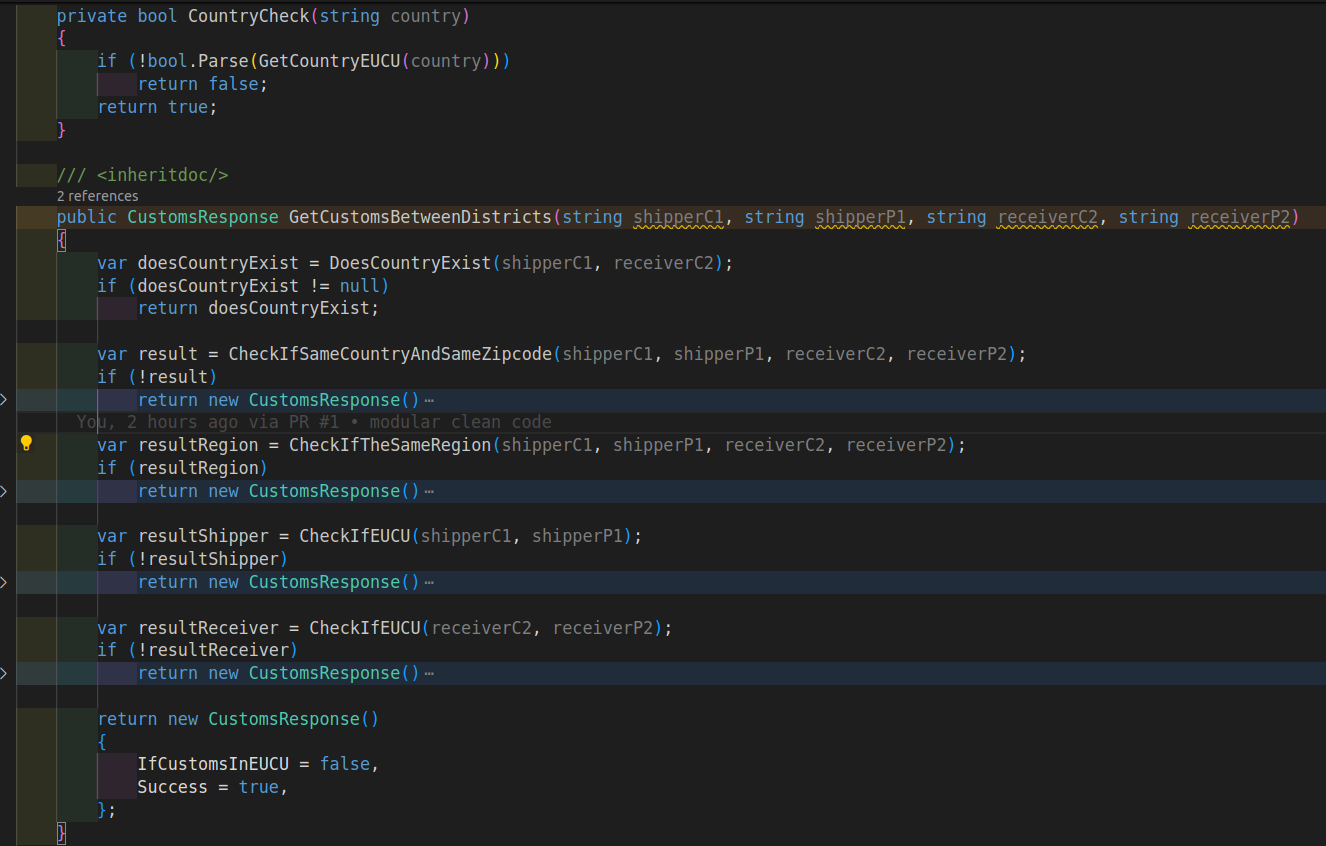 private bool CountryCheck(string country)
{
if (!bool.Parse(GetCountryEUCU(country)))
return false;
return true;
}
/// <inheritdoc/>
2 references
public CustomsResponse GetCustomsBetweenDistricts(string shipperC1, string shipperP1, string receiverC2, string receiverP2)
{
var doesCountryExist = DoesCountryExist(shipperC1, receiverC2);
if (doesCountryExist != null)
return doesCountryExist;
var result = CheckIfSameCountryAndSameZipcode(shipperC1, shipperP1, receiverC2, receiverP2);
if (!result)
return new CustomsResponse() ⋯
You, 2 hours ago via PR #1 • modular clean code
var resultRegion = CheckIfTheSameRegion(shipperC1, shipperP1, receiverC2, receiverP2);
if (resultRegion)
return new CustomsResponse() ⋯
var resultShipper = CheckIfEUCU(shipperC1, shipperP1);
if (!resultShipper)
return new CustomsResponse() ⋯
var resultReceiver = CheckIfEUCU(receiverC2, receiverP2);
if (!resultReceiver)
return new CustomsResponse() ⋯
return new CustomsResponse()
{
IfCustomsInEUCU = false,
Success = true,
};
}